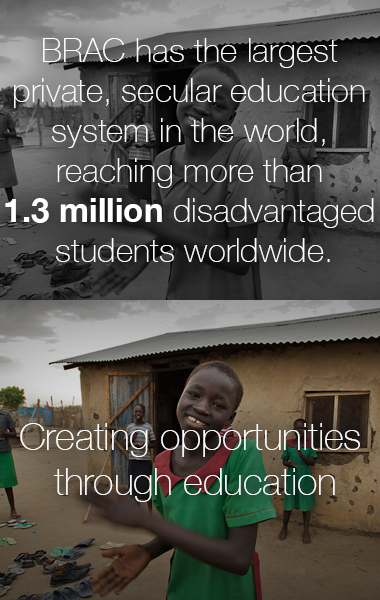 BRAC has the largest
private, secular education
system in the world,
reaching more than
1.3 million disadvantaged
students worldwide.
Creating opportunities
through education